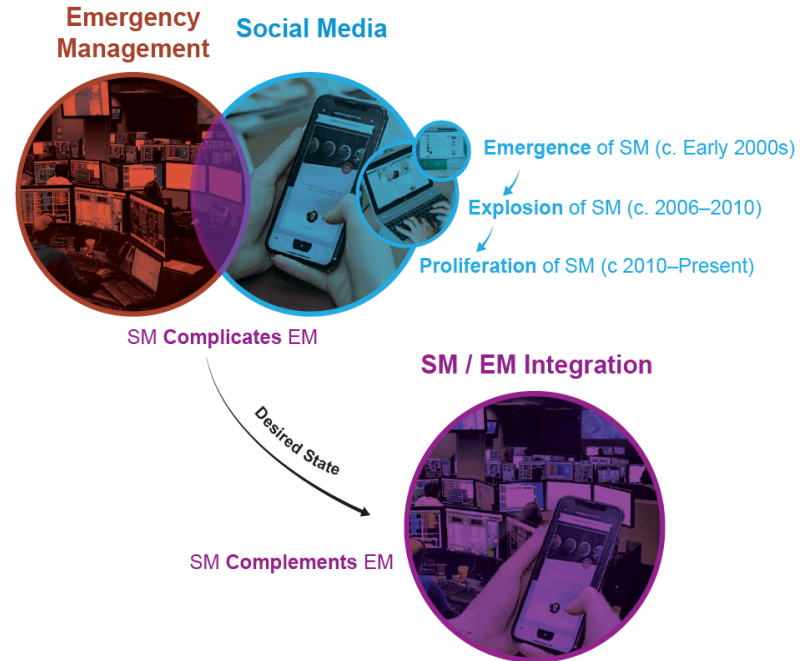 Emergency
Management
Social Media
Emergence of SM (c. Early 2000s)
Explosion of SM (c. 2006–2010)
Proliferation of SM (c 2010–Present)
SM Complicates EM
Desired State
SM / EM Integration
SM Complements EM